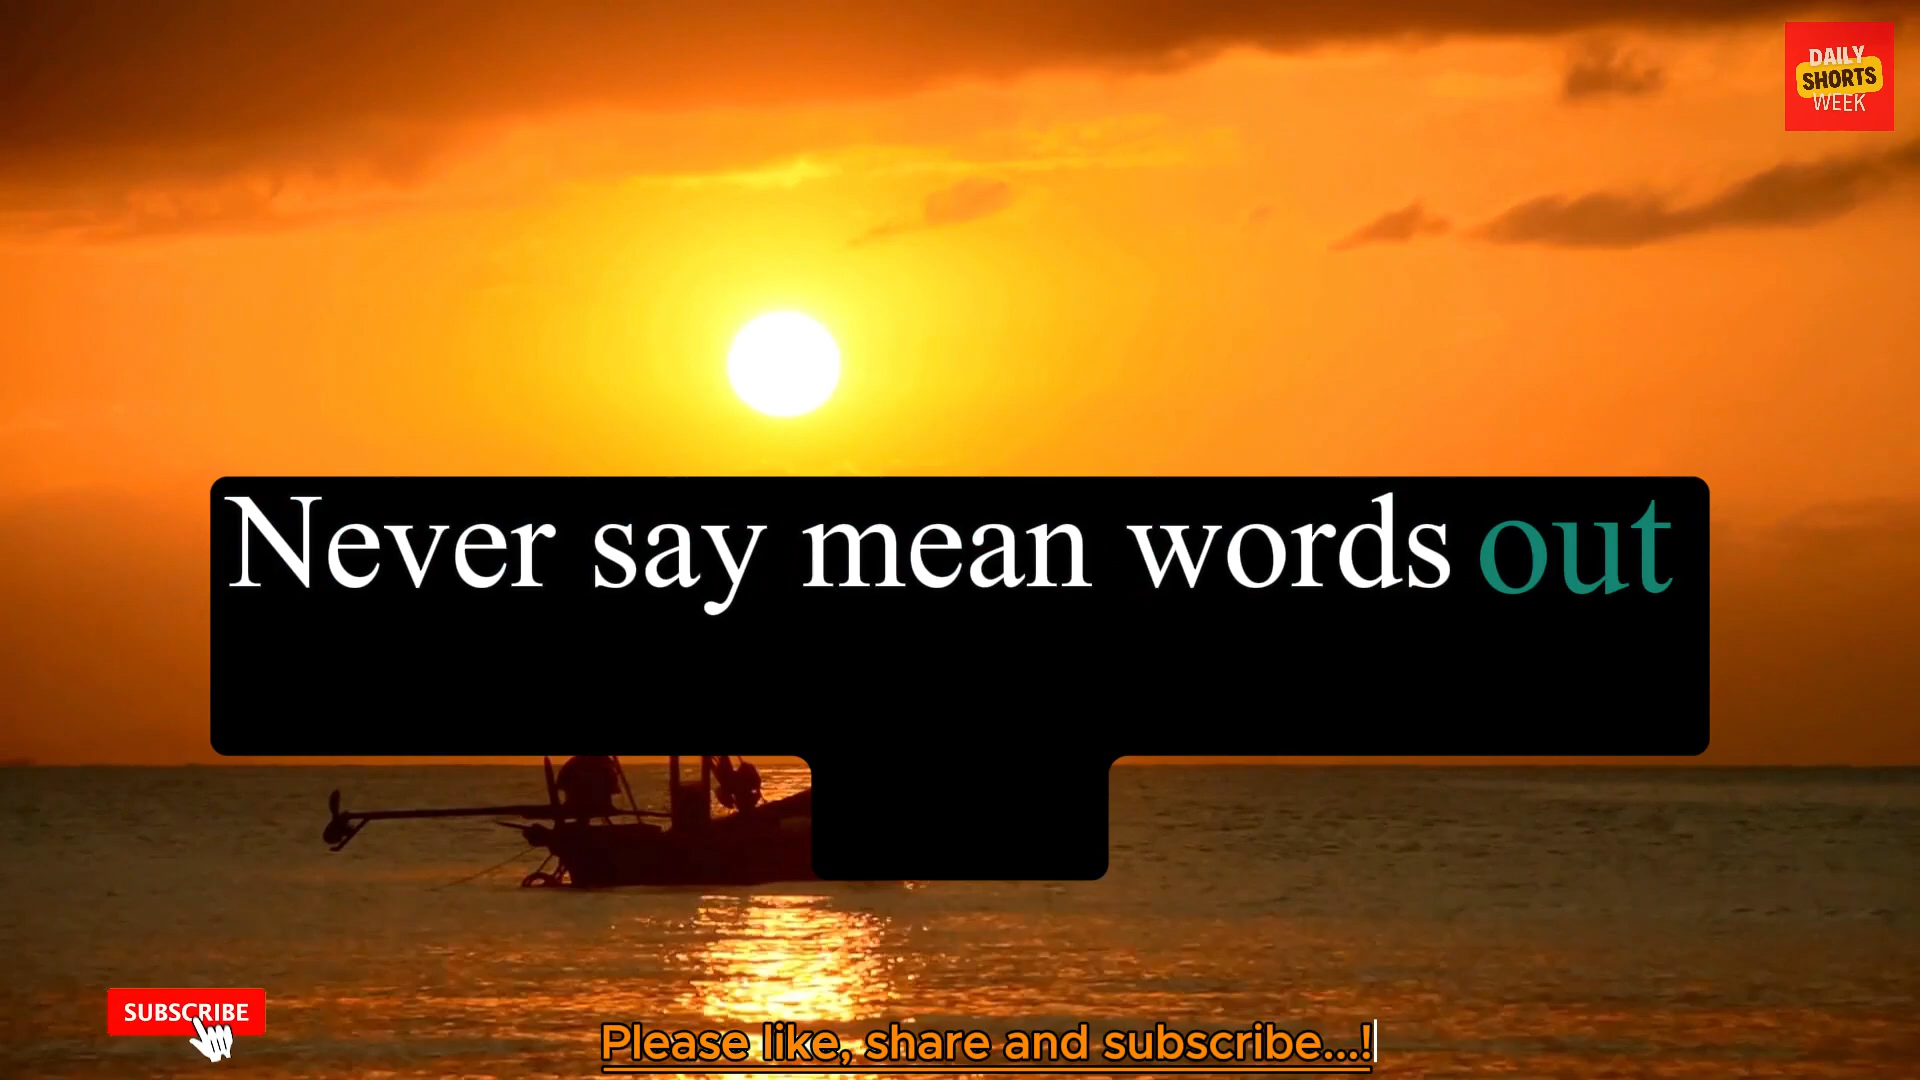 DAILY
SHORTS
WEEK
Never say mean words out
SUBSCRIBE
Please like, share and subscribe...!